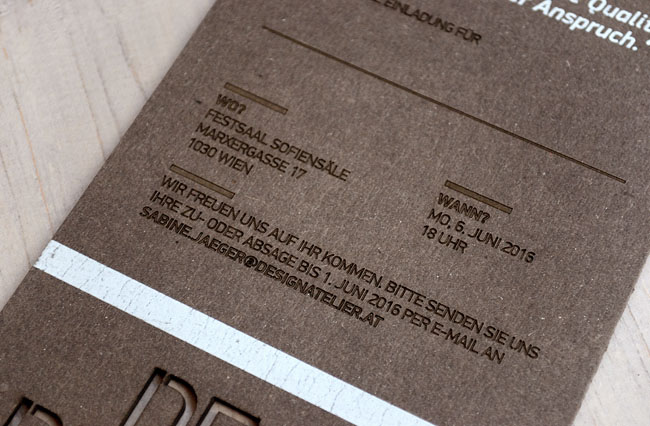 Qualit
Anspruch.
EINLADUNG FÜR
WO?
FESTSAAL SOFIENSÄLE
MARXERGASSE 17
1030 WIEN
WANN?
MO, 6. JUNI 2016
18 UHR
WIR FREUEN UNS AUF IHR KOMMEN. BITTE SENDEN SIE UNS
IHRE ZU- ODER ABSAGE BIS 1. JUNI 2016 PER E-MAIL AN
SABINE.JAEGER@DESIGNATELIER.AT